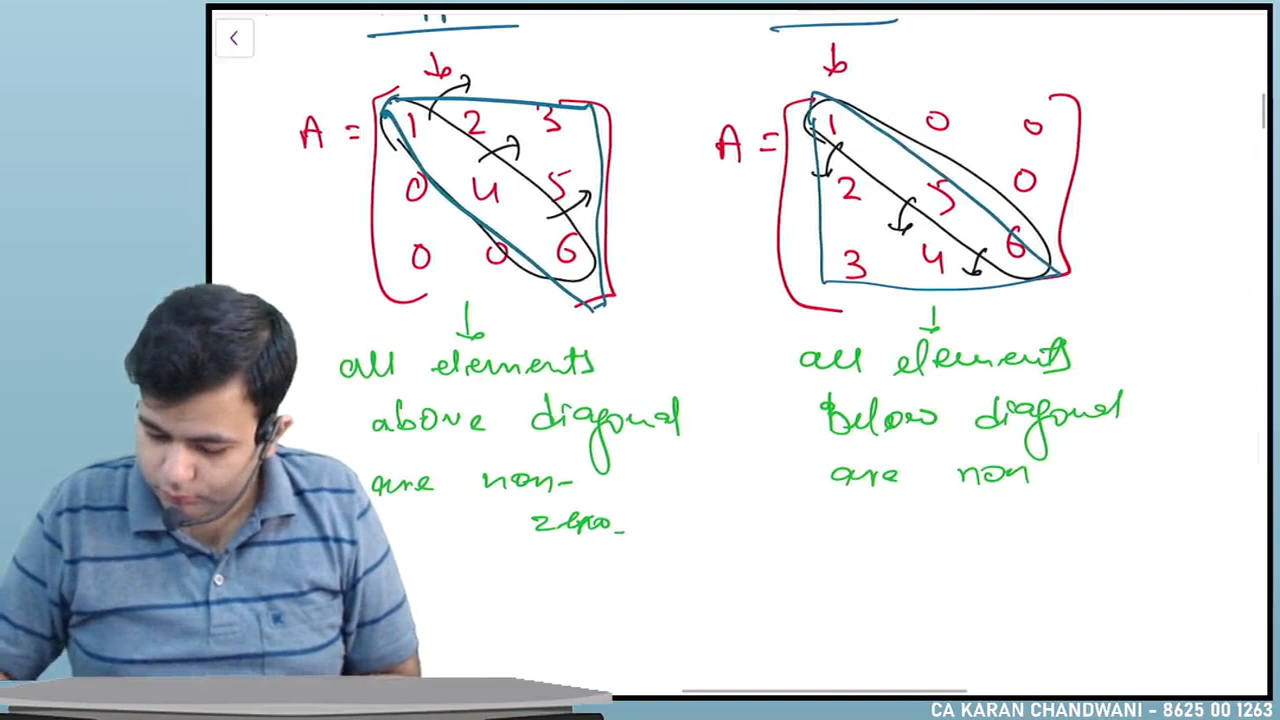 A = [ 1 2 3
0 4 5
0 0 6 ]
all elements
above diagonal
are non-
zero
A = [ 1 0 0
2 5 0
3 4 6 ]
all elements
Below diagonal
are non
CA KARAN CHANDWANI - 8625 00 1263